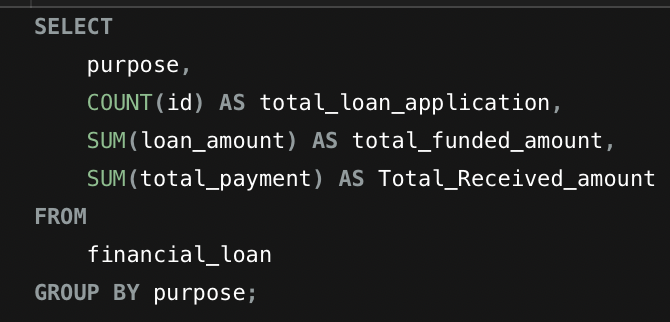 SELECT
purpose,
COUNT(id) AS total_loan_application,
SUM(loan_amount) AS total_funded_amount,
SUM(total_payment) AS Total_Received_amount
FROM
financial_loan
GROUP BY purpose;